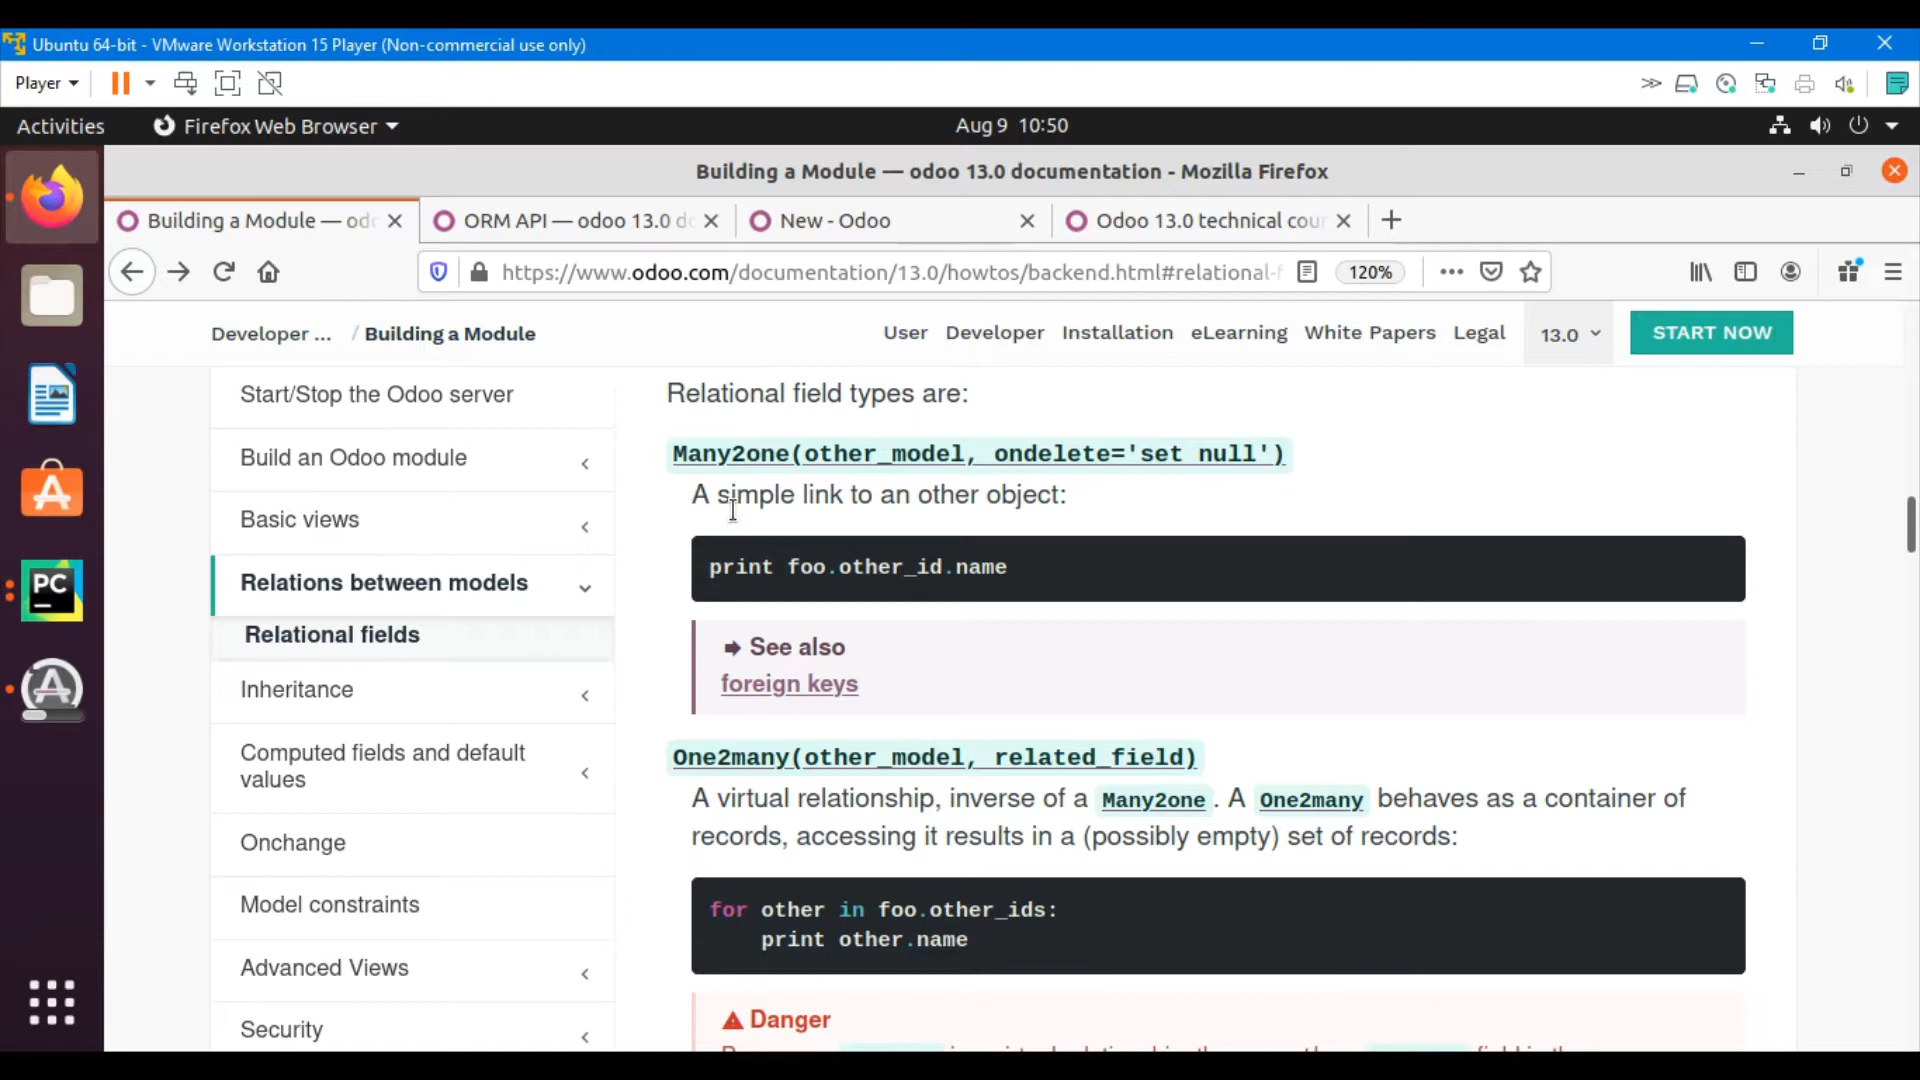 Ubuntu 64-bit - VMware Workstation 15 Player (Non-commercial use only)
Player
Activities
Firefox Web Browser
Aug 9 10:50
Building a Module — odoo 13.0 documentation - Mozilla Firefox
Building a Module — od
ORM API — odoo 13.0 d
New - Odoo
Odoo 13.0 technical cou
https://www.odoo.com/documentation/13.0/howtos/backend.html#relational-f
120%
Developer ... / Building a Module
User
Developer
Installation
eLearning
White Papers
Legal
13.0
START NOW
Start/Stop the Odoo server
Build an Odoo module
Basic views
Relations between models
Relational fields
Inheritance
Computed fields and default
values
Onchange
Model constraints
Advanced Views
Security
Relational field types are:
Many2one(other_model, ondelete='set null')
A simple link to an other object:
print foo.other_id.name
See also
foreign keys
One2many(other_model, related_field)
A virtual relationship, inverse of a Many2one . A One2many behaves as a container of
records, accessing it results in a (possibly empty) set of records:
for other in foo.other_ids:
print other.name
Danger
PC